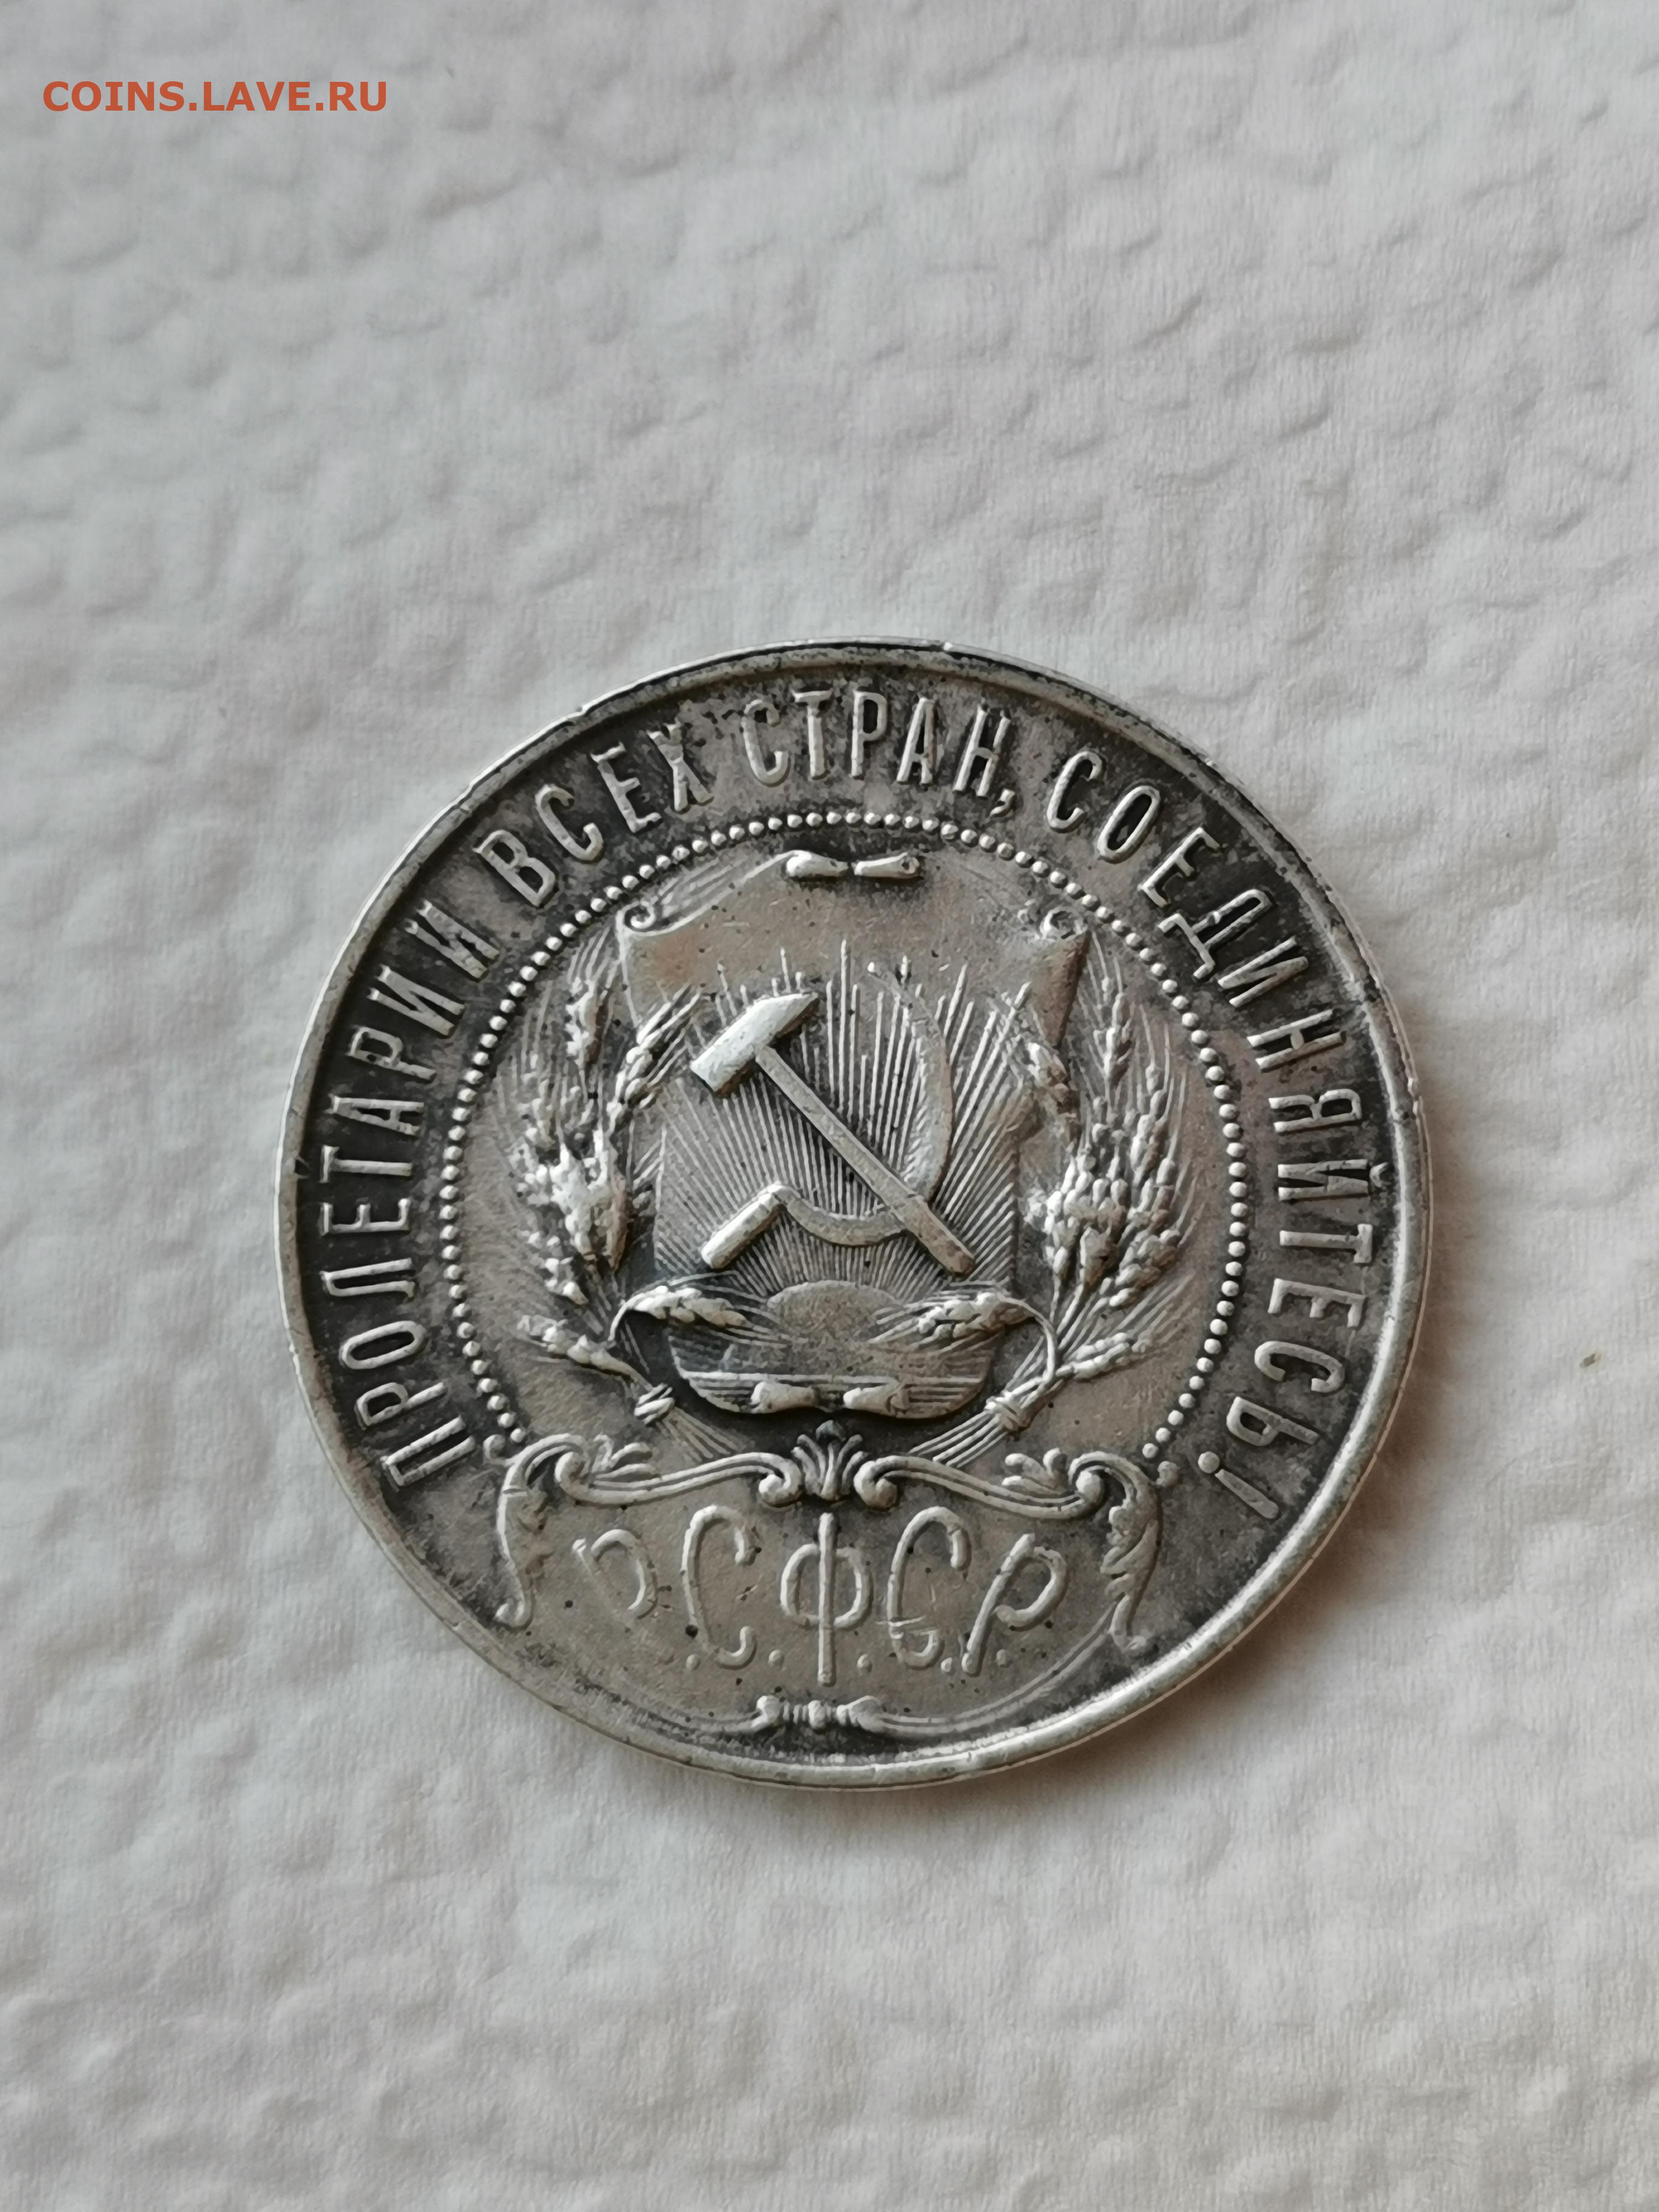 COINS.LAVE.RU
ПРОЛЕТАРИИ ВСЕХ СТРАН, СОЕДИНЯЙТЕСЬ!
Р.С.Ф.С.Р.